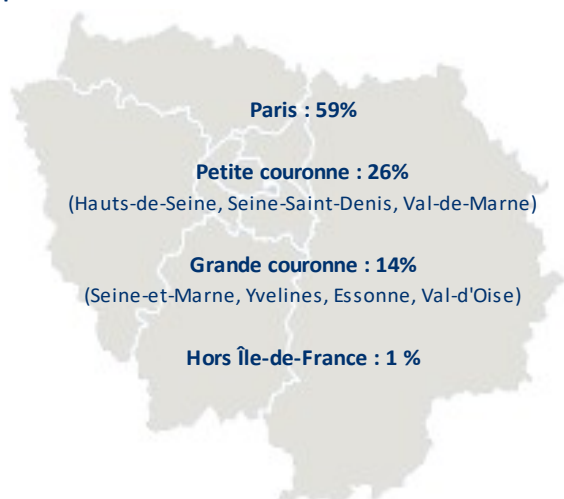 Paris : 59%
Petite couronne : 26%
(Hauts-de-Seine, Seine-Saint-Denis, Val-de-Marne)
Grande couronne : 14%
(Seine-et-Marne, Yvelines, Essonne, Val-d'Oise)
Hors Île-de-France : 1 %